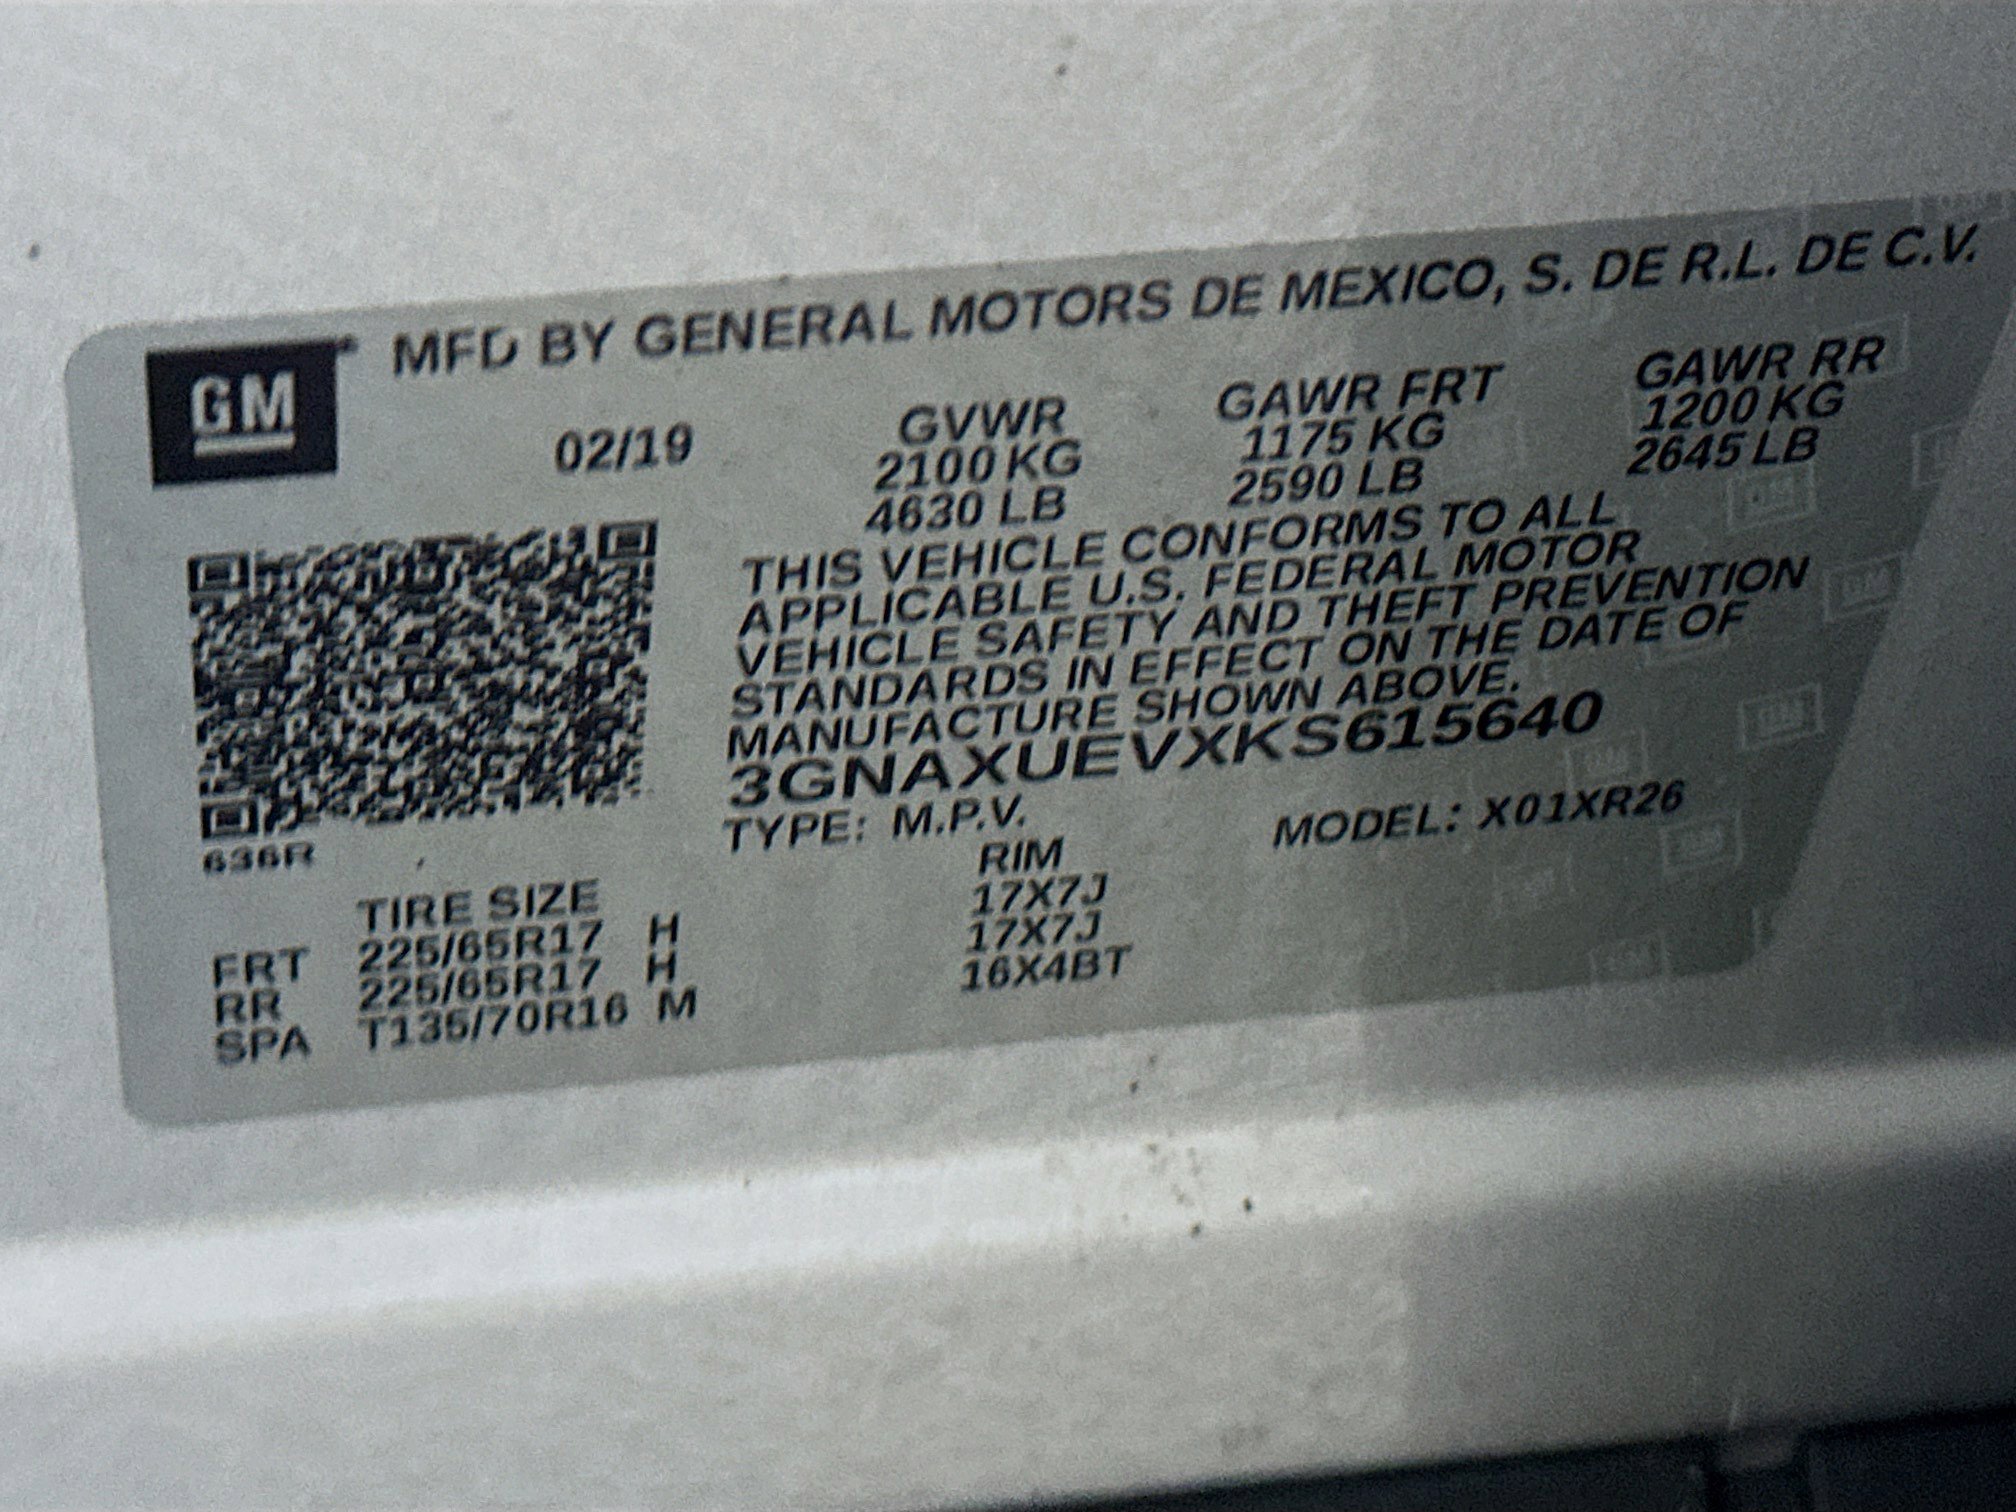 GM
MFD BY GENERAL MOTORS DE MEXICO, S. DE R.L. DE C.V.
02/19 GVWR GAWR FRT GAWR RR
2100 KG 1175 KG 1200 KG
4630 LB 2590 LB 2645 LB
THIS VEHICLE CONFORMS TO ALL
APPLICABLE U.S. FEDERAL MOTOR
VEHICLE SAFETY AND THEFT PREVENTION
STANDARDS IN EFFECT ON THE DATE OF
MANUFACTURE SHOWN ABOVE.
3GNAXUEVXKS615640
TYPE: M.P.V. MODEL: X01XR26
636R
TIRE SIZE RIM
FRT 225/65R17 H 17X7J
RR 225/65R17 H 17X7J
SPA T135/70R16 M 16X4BT